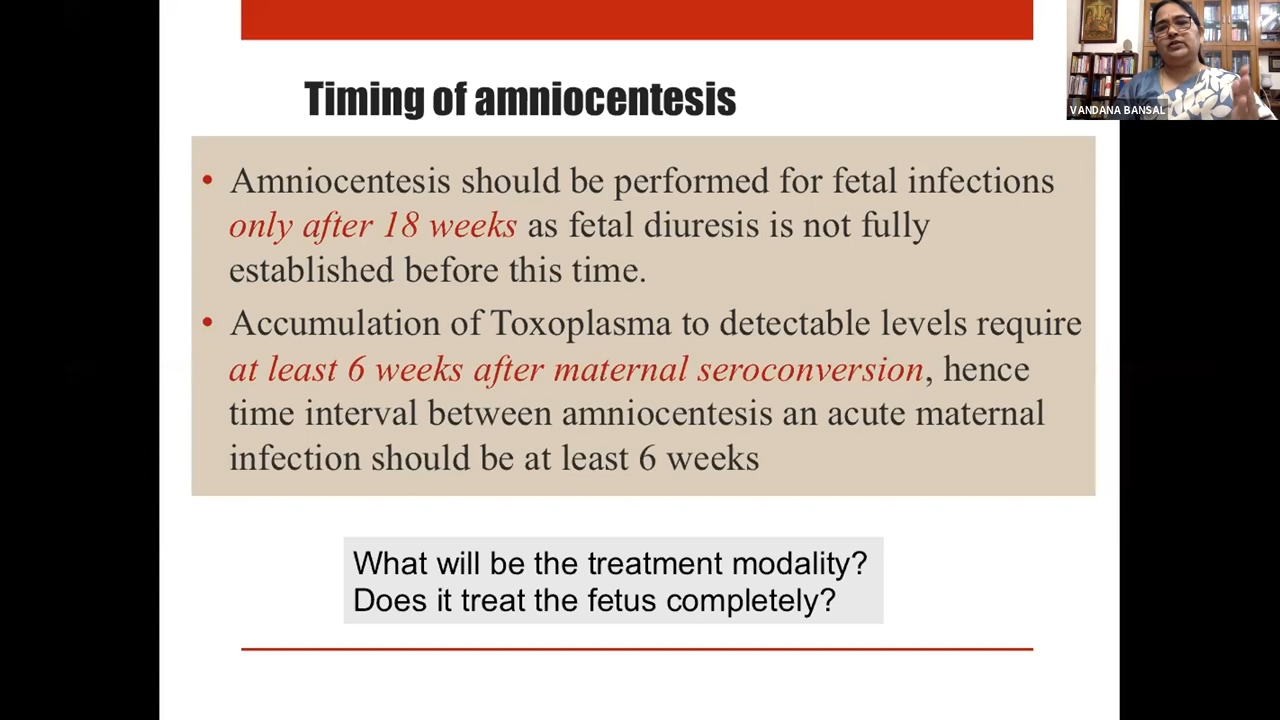 Timing of amniocentesis
VANDANA BANSAL
• Amniocentesis should be performed for fetal infections
only after 18 weeks as fetal diuresis is not fully
established before this time.
• Accumulation of Toxoplasma to detectable levels require
at least 6 weeks after maternal seroconversion, hence
time interval between amniocentesis an acute maternal
infection should be at least 6 weeks
What will be the treatment modality?
Does it treat the fetus completely?